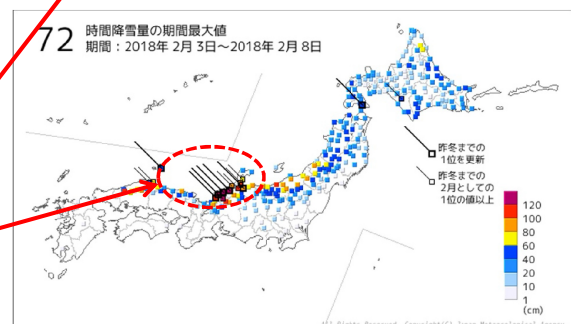 72 時間降雪量の期間最大値
期間：2018年 2月 3日～2018年 2月 8日
昨冬までの
1位を更新
昨冬までの
2月としての
1位の値以上
120
100
80
60
40
20
10
1
(cm)